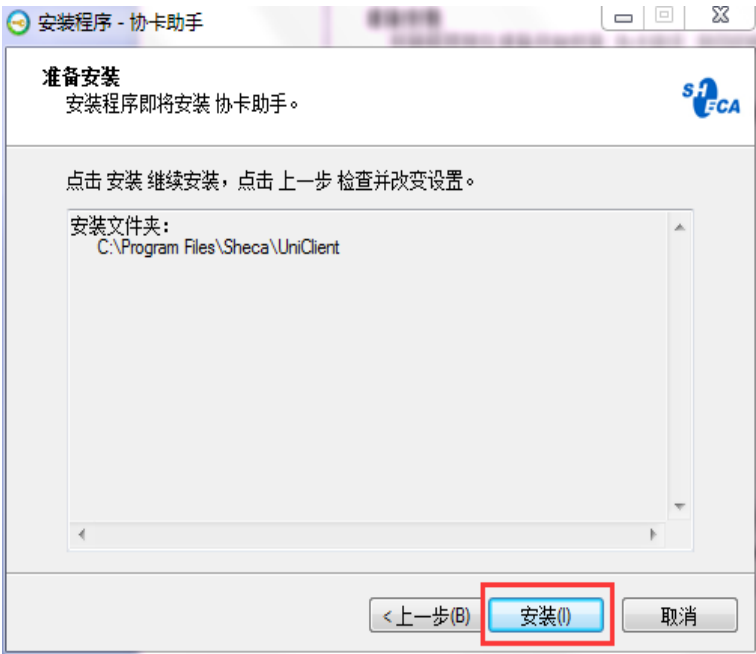 安装程序 - 协卡助手
准备安装
安装程序即将安装 协卡助手。
SHECA
点击 安装 继续安装，点击 上一步 检查并改变设置。
安装文件夹：
C:\Program Files\Sheca\UniClient
< 上一步(B)
安装(I)
取消